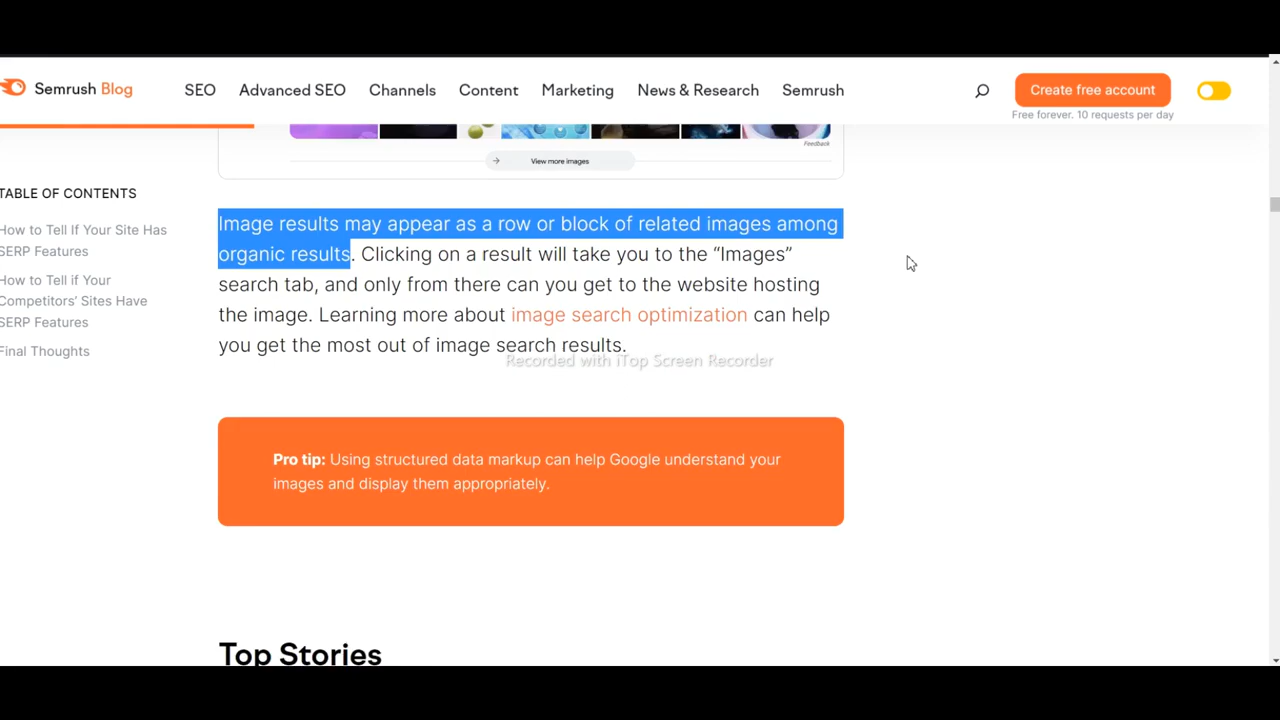 Semrush Blog SEO Advanced SEO Channels Content Marketing News & Research Semrush Create free account
Free forever. 10 requests per day
Feedback
View more images
TABLE OF CONTENTS
How to Tell If Your Site Has
SERP Features
How to Tell if Your
Competitors' Sites Have
SERP Features
Final Thoughts
Image results may appear as a row or block of related images among
organic results. Clicking on a result will take you to the “Images”
search tab, and only from there can you get to the website hosting
the image. Learning more about image search optimization can help
you get the most out of image search results.
Recorded with iTop Screen Recorder
Pro tip: Using structured data markup can help Google understand your
images and display them appropriately.
Top Stories